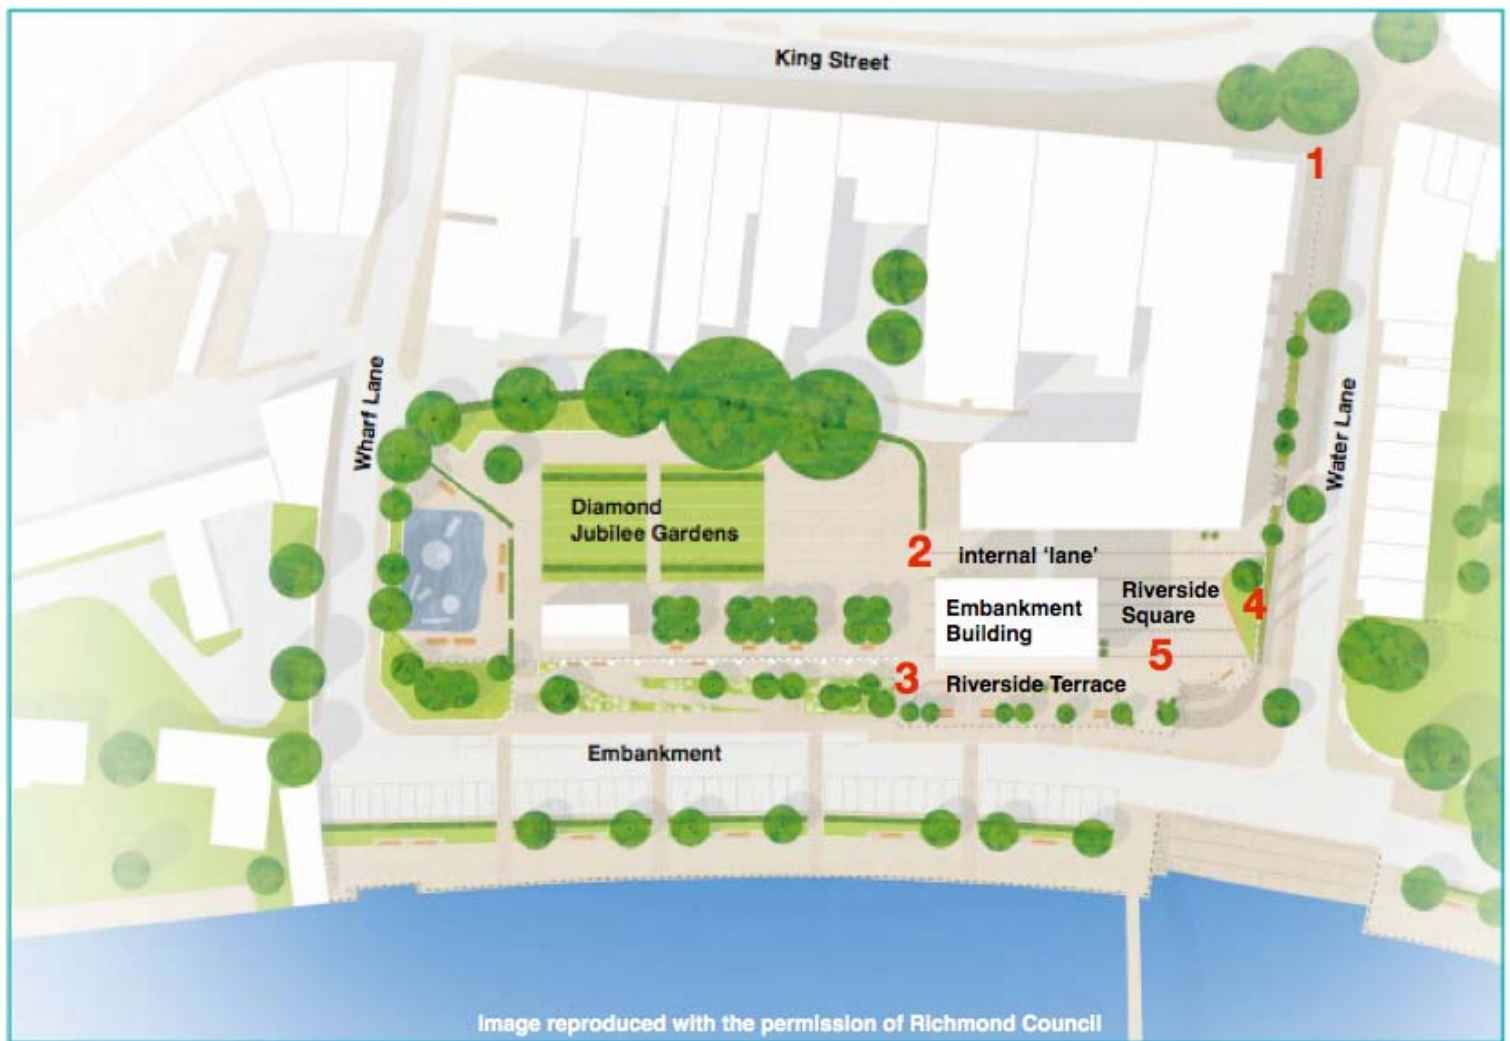 King Street
1
Wharf Lane
Water Lane
Diamond
Jubilee Gardens
2
internal ‘lane’
Embankment
Building
Riverside
Square
4
5
3
Riverside Terrace
Embankment
Image reproduced with the permission of Richmond Council